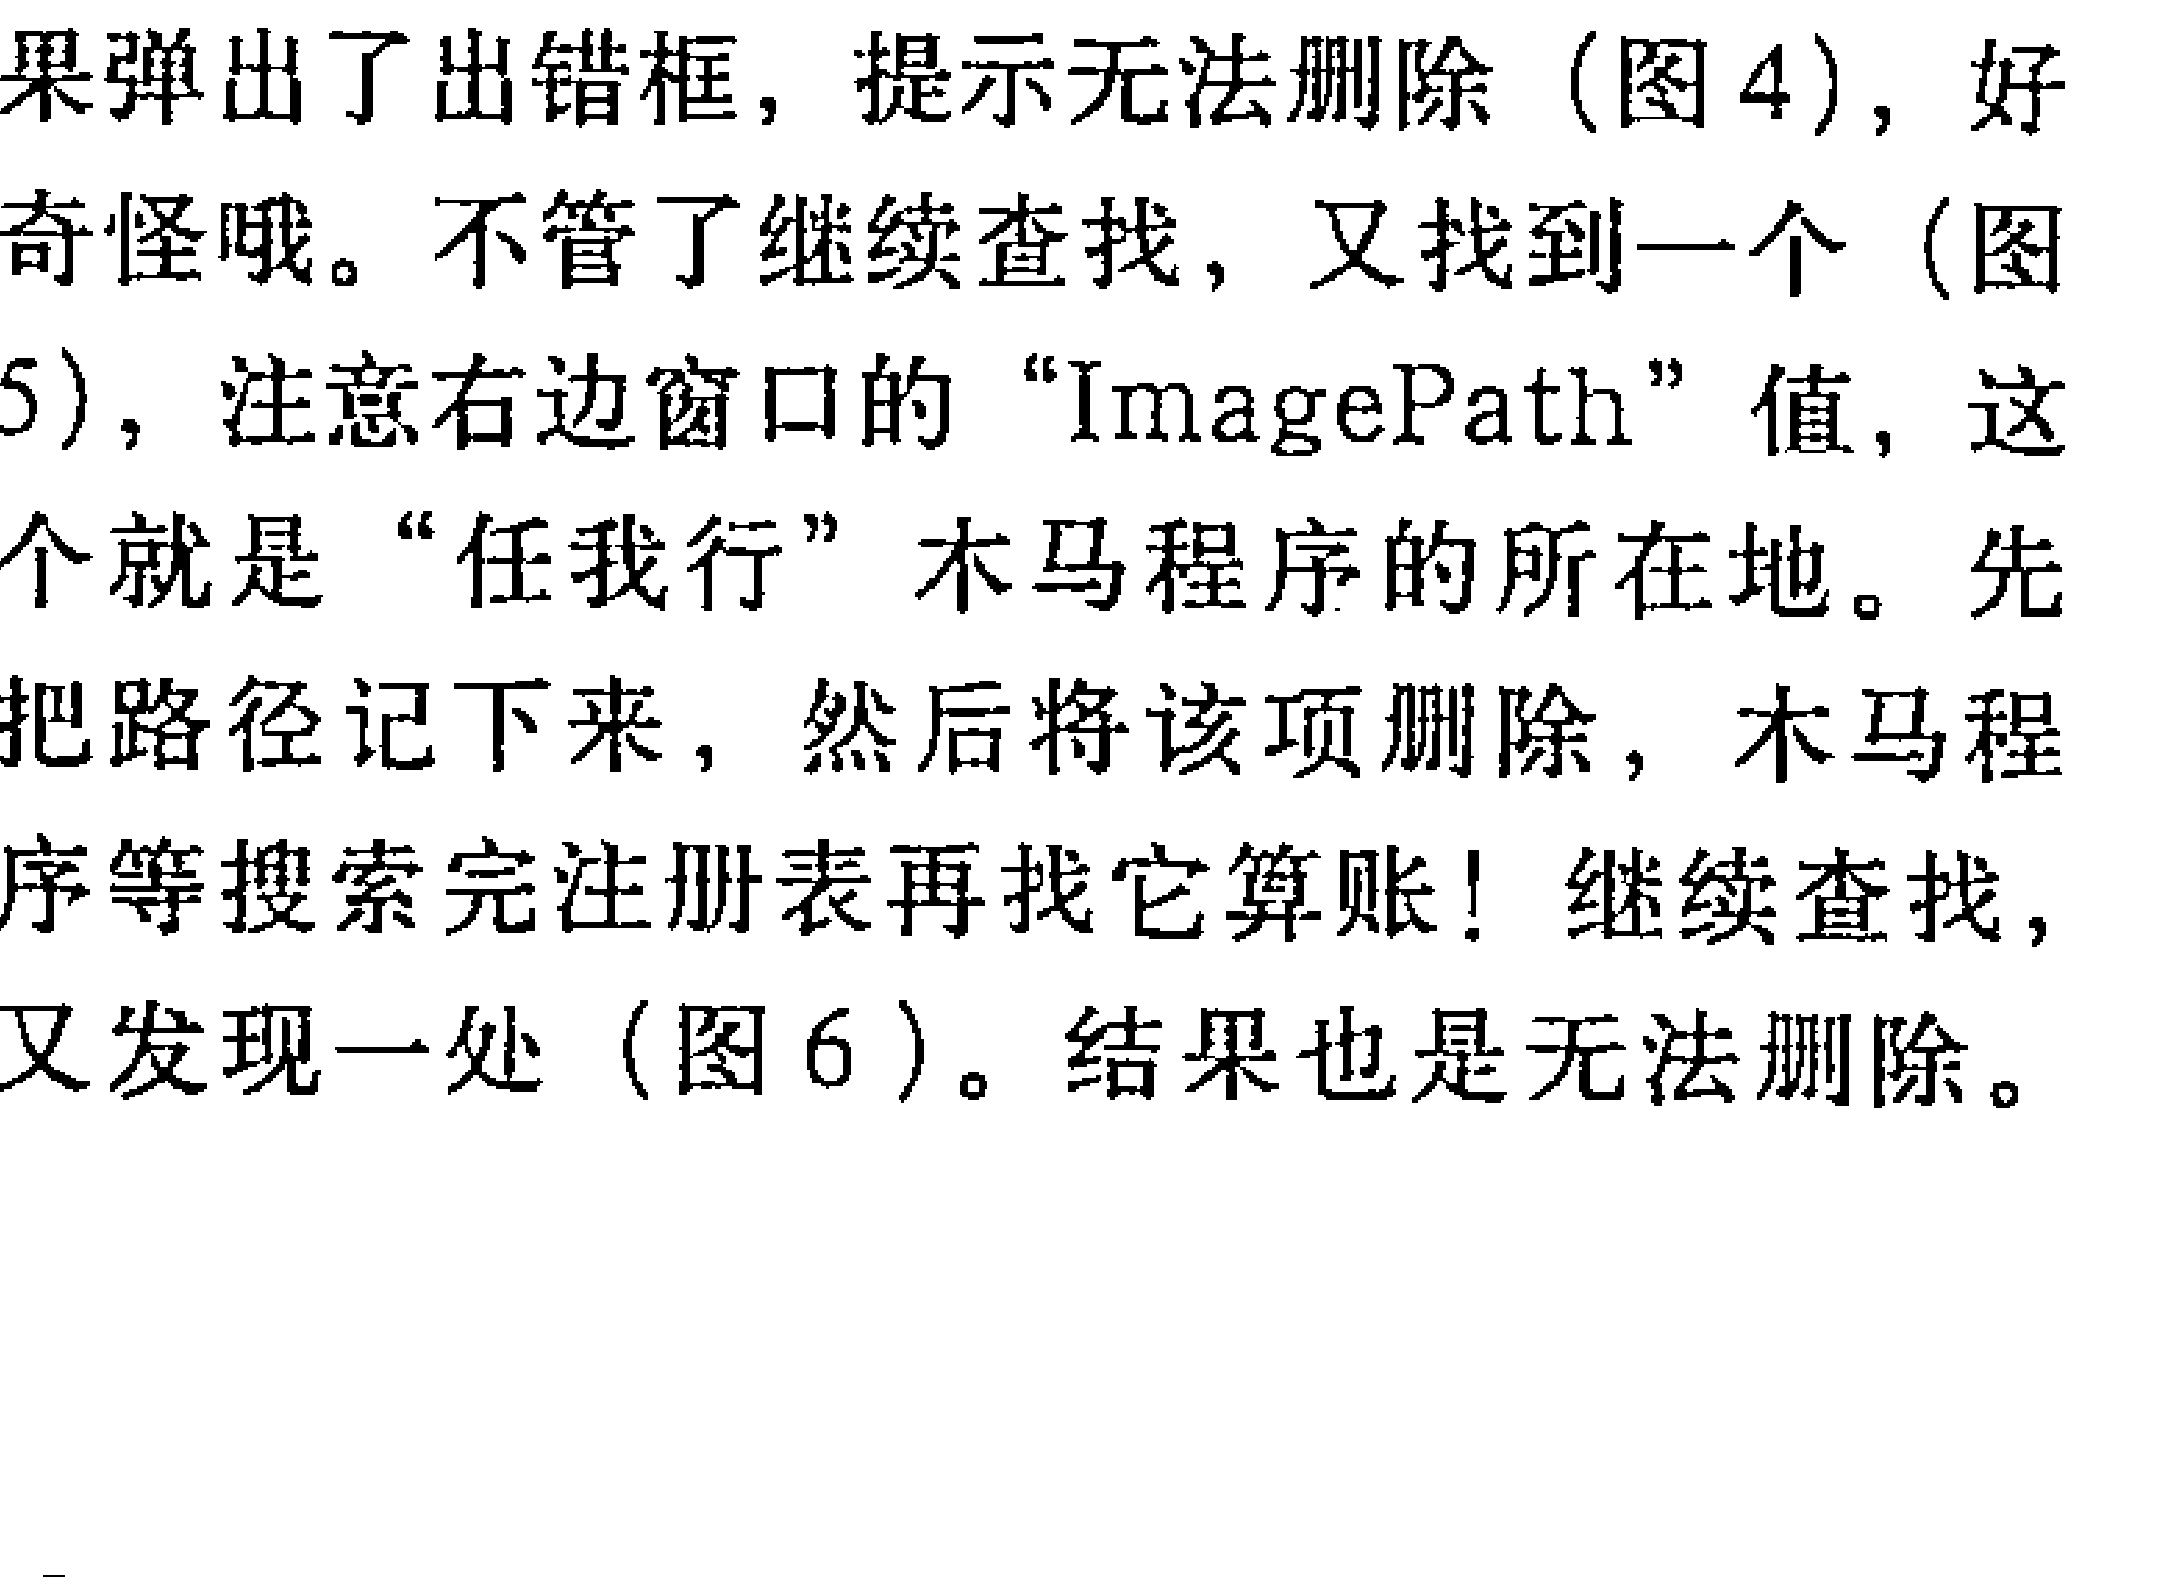 果弹出了出错框，提示无法删除（图4），好
奇怪哦。不管了继续查找，又找到一个（图
5），注意右边窗口的“ImagePath”值，这
个就是“任我行”木马程序的所在地。先
把路径记下来，然后将该项删除，木马程
序等搜索完注册表再找它算账！继续查找，
又发现一处（图6）。结果也是无法删除。